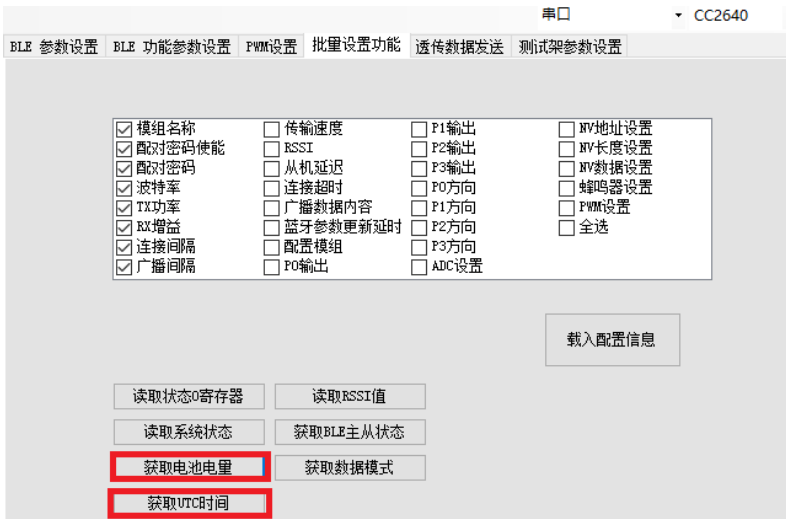 串口 CC2640
BLE 参数设置 BLE 功能参数设置 PWM设置 批量设置功能 透传数据发送 测试架参数设置
模组名称 传输速度 P1输出 NV地址设置
配对密码使能 RSSI P2输出 NV长度设置
配对密码 从机延迟 P3输出 NV数据设置
波特率 连接超时 P0方向 蜂鸣器设置
TX功率 广播数据内容 P1方向 PWM设置
RX增益 蓝牙参数更新延时 P2方向 全选
连接间隔 配置模组 P3方向
广播间隔 P0输出 ADC设置
载入配置信息
读取状态0寄存器 读取RSSI值
读取系统状态 获取BLE主从状态
获取电池电量 获取数据模式
获取UTC时间